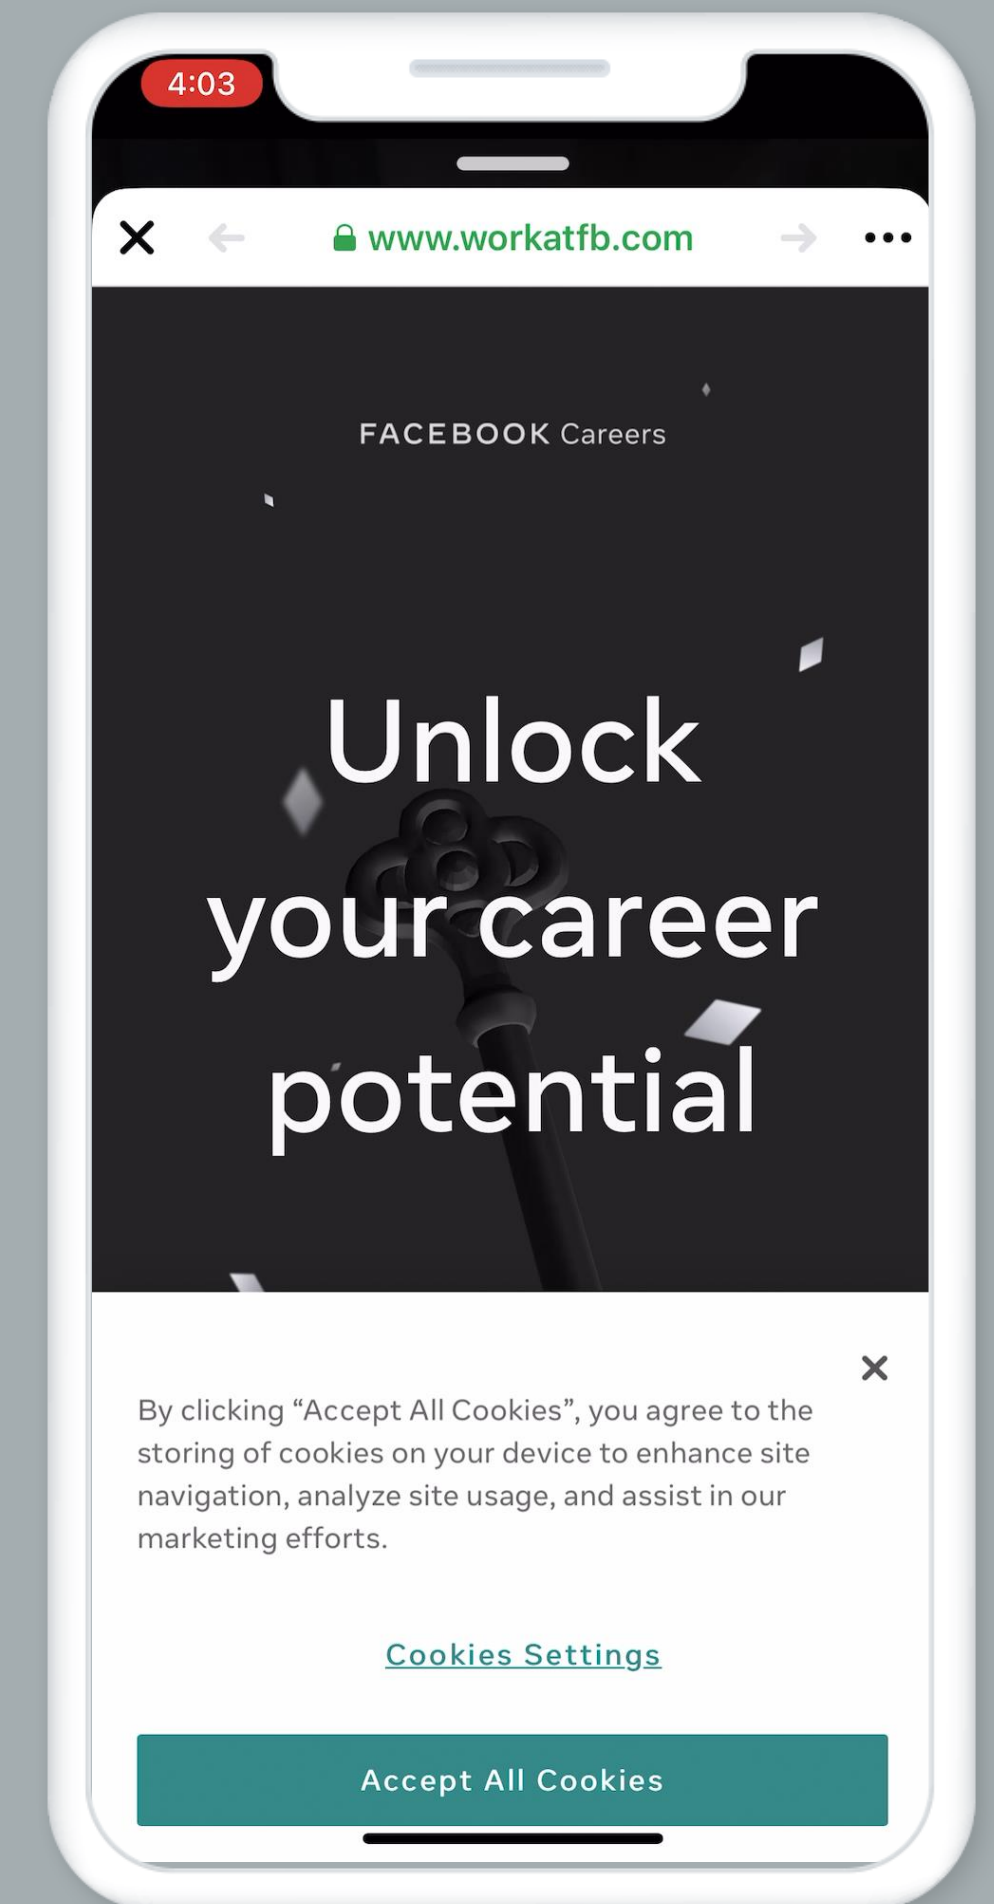 4:03
www.workatfb.com
FACEBOOK Careers
Unlock
your career
potential
By clicking “Accept All Cookies”, you agree to the
storing of cookies on your device to enhance site
navigation, analyze site usage, and assist in our
marketing efforts.
Cookies Settings
Accept All Cookies